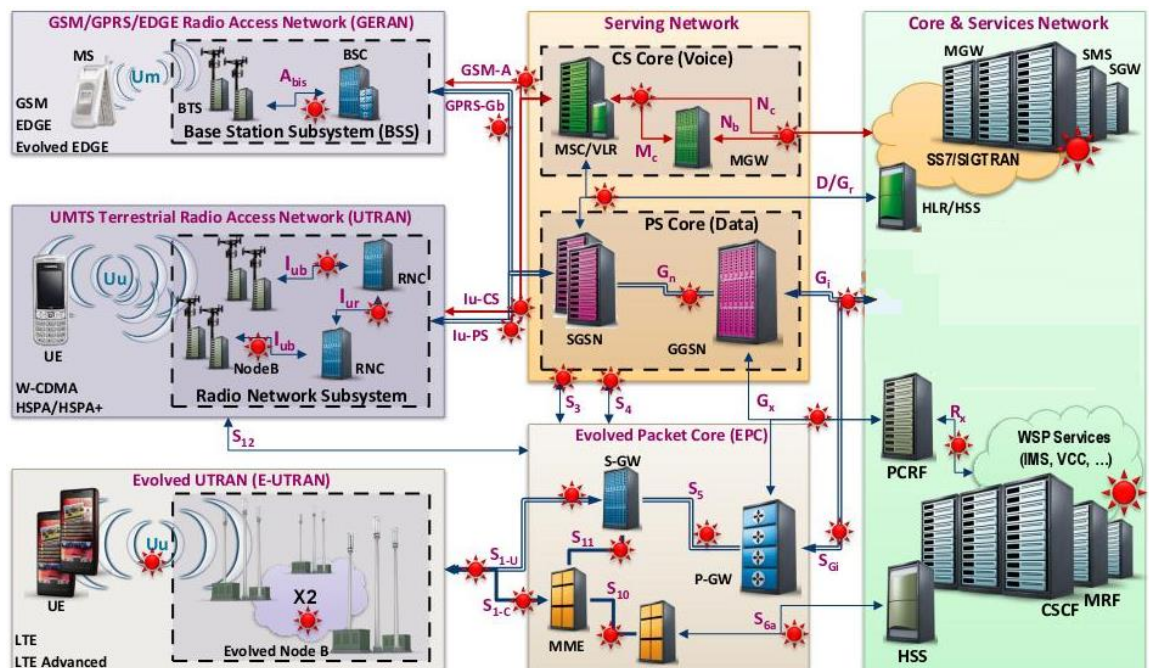 GSM/GPRS/EDGE Radio Access Network (GERAN)
MS
Um
GSM
EDGE
Evolved EDGE
BTS
Abis
BSC
Base Station Subsystem (BSS)
GSM-A
GPRS-Gb
UMTS Terrestrial Radio Access Network (UTRAN)
Uu
UE
W-CDMA
HSPA/HSPA+
Iub
RNC
Iur
Iub
NodeB
RNC
Radio Network Subsystem
Iu-CS
Iu-PS
S12
Evolved UTRAN (E-UTRAN)
Uu
UE
LTE
LTE Advanced
X2
Evolved Node B
S1-U
S1-C
Serving Network
CS Core (Voice)
MSC/VLR
Mc
Nc
Nb
MGW
D/Gr
PS Core (Data)
SGSN
Gn
GGSN
Gi
S3
S4
Gx
Evolved Packet Core (EPC)
S-GW
S5
S11
P-GW
SGi
MME
S10
S6a
Core & Services Network
MGW
SMS
SGW
SS7/SIGTRAN
HLR/HSS
PCRF
Rx
WSP Services
(IMS, VCC, ...)
CSCF
MRF
HSS